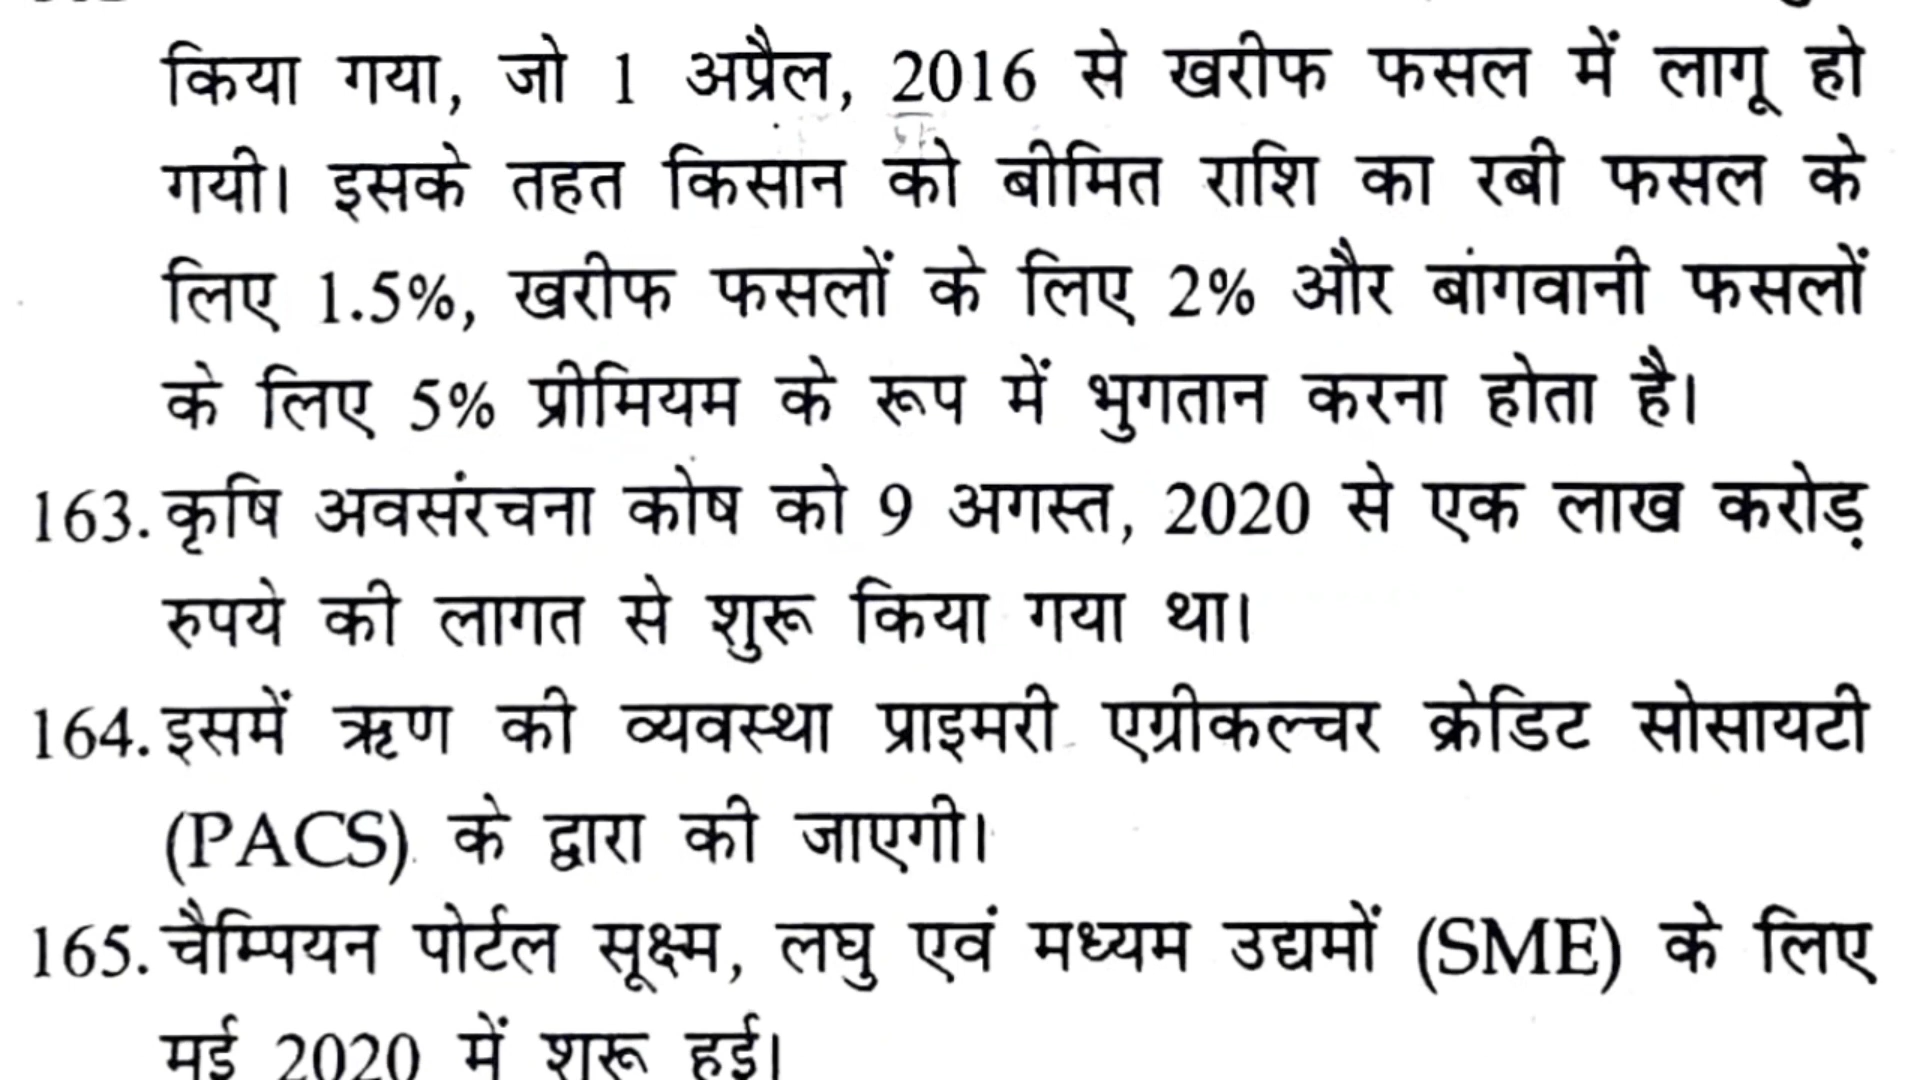 किया गया, जो 1 अप्रैल, 2016 से खरीफ फसल में लागू हो
गयी। इसके तहत किसान को बीमित राशि का रबी फसल के
लिए 1.5%, खरीफ फसलों के लिए 2% और बांगवानी फसलों
के लिए 5% प्रीमियम के रूप में भुगतान करना होता है।
163. कृषि अवसंरचना कोष को 9 अगस्त, 2020 से एक लाख करोड़
रुपये की लागत से शुरू किया गया था।
164. इसमें ऋण की व्यवस्था प्राइमरी एग्रीकल्चर क्रेडिट सोसायटी
(PACS) के द्वारा की जाएगी।
165. चैम्पियन पोर्टल सूक्ष्म, लघु एवं मध्यम उद्यमों (SME) के लिए
मई 2020 में शुरू हुई।